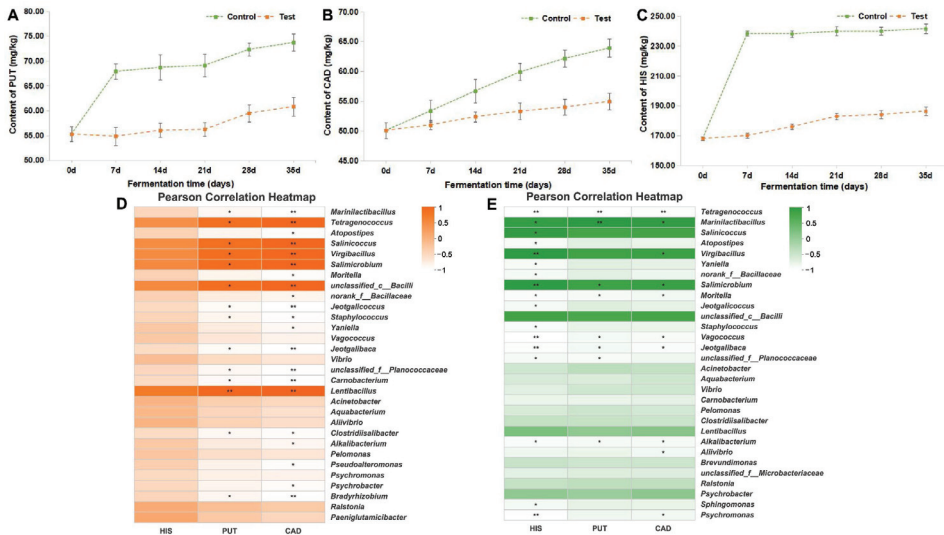 A
Control
Test
Content of PUT (mg/kg)
80.00
75.00
70.00
65.00
60.00
55.00
50.00
0d 7d 14d 21d 28d 35d
Fermentation time (days)
B
Control
Test
Content of CAD (mg/kg)
65.00
60.00
55.00
50.00
45.00
0d 7d 14d 21d 28d 35d
Fermentation time (days)
C
Control
Test
Content of HIS (mg/kg)
250.00
230.00
210.00
190.00
170.00
150.00
0d 7d 14d 21d 28d 35d
Fermentation time (days)
D
Pearson Correlation Heatmap
* ** Marinilactibacillus
* ** Tetragenococcus
* Atopostipes
* ** Salinicoccus
* ** Virgibacillus
* ** Salimicrobium
* Moritella
* ** unclassified_c__Bacilli
* norank_f__Bacillaceae
* ** Jeotgalicoccus
* * Staphylococcus
* Yaniella
Vagococcus
* ** Jeotgalibaca
Vibrio
* ** unclassified_f__Planococcaceae
* ** Carnobacterium
** ** Lentibacillus
Acinetobacter
Aquabacterium
Aliivibrio
* * Clostridiisalibacter
* Alkalibacterium
Pelomonas
* Pseudoalteromonas
Psychromonas
* Psychrobacter
* ** Bradyrhizobium
Ralstonia
Paeniglutamicibacter
HIS PUT CAD
1
0.5
0
−0.5
−1
E
Pearson Correlation Heatmap
** ** ** Tetragenococcus
* ** * Marinilactibacillus
* Salinicoccus
* Atopostipes
** * Virgibacillus
* Yaniella
* norank_f__Bacillaceae
** * * Salimicrobium
* * * Moritella
* Jeotgalicoccus
unclassified_c__Bacilli
* Staphylococcus
** * * Vagococcus
** * * Jeotgalibaca
* * unclassified_f__Planococcaceae
Acinetobacter
Aquabacterium
Vibrio
Carnobacterium
Pelomonas
Clostridiisalibacter
Lentibacillus
* * * Alkalibacterium
* Aliivibrio
Brevundimonas
unclassified_f__Microbacteriaceae
Ralstonia
Psychrobacter
* Sphingomonas
** * Psychromonas
HIS PUT CAD
1
0.5
0
−0.5
−1